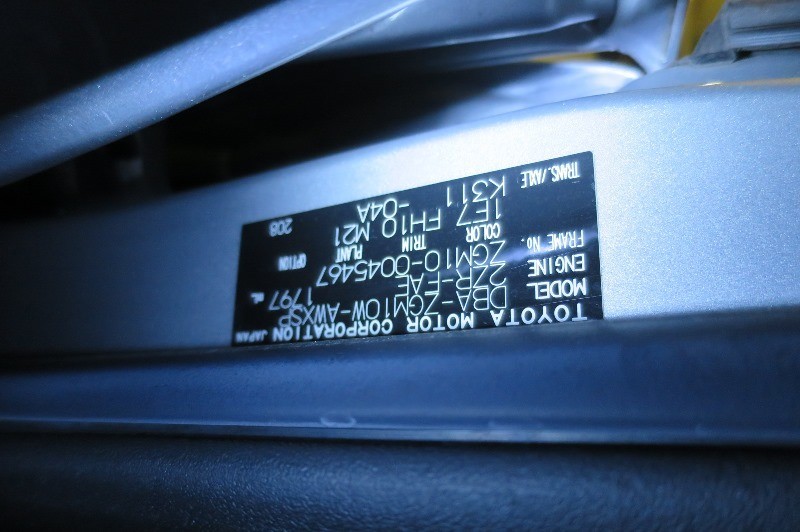 TOYOTA MOTOR CORPORATION JAPAN
MODEL DBA-ZGM10W-AWXSP
ENGINE 2ZR-FAE 1797 mL
FRAME No. ZGM10-0045467
COLOR TRIM PLANT OPTION
1E7 FH10 M21
TRANS./AXLE K311 -04A 208